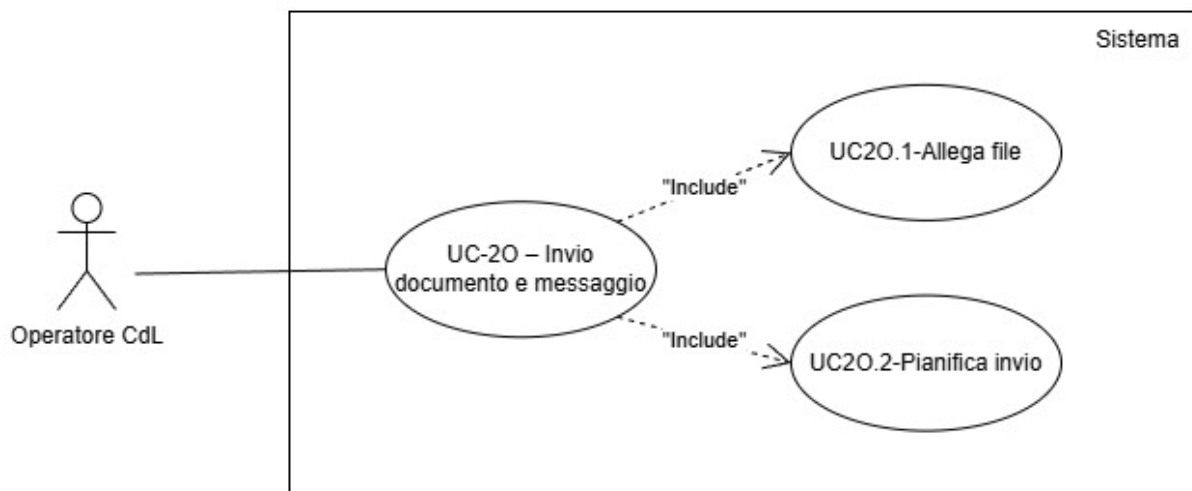 Sistema
UC2O.1-Allega file
"Include"
UC-2O – Invio
documento e messaggio
Operatore CdL
"Include"
UC2O.2-Pianifica invio